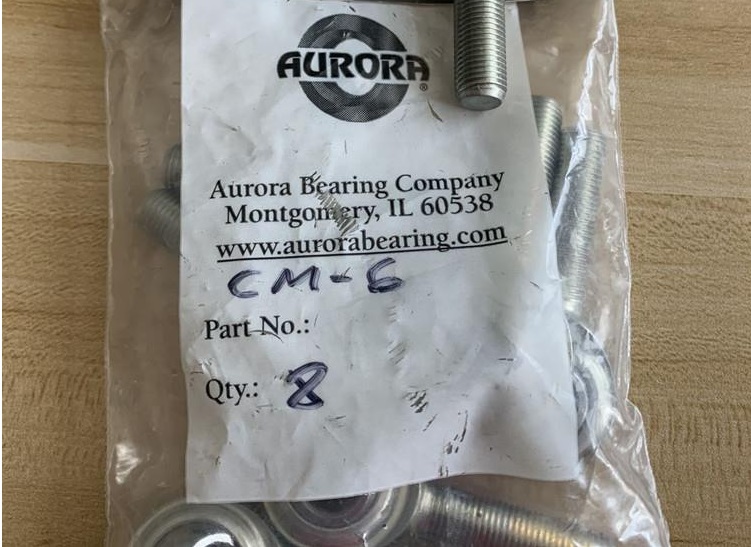 AURORA®
Aurora Bearing Company
Montgomery, IL 60538
www.aurorabearing.com
CM-6
Part No.:
Qty.: 8